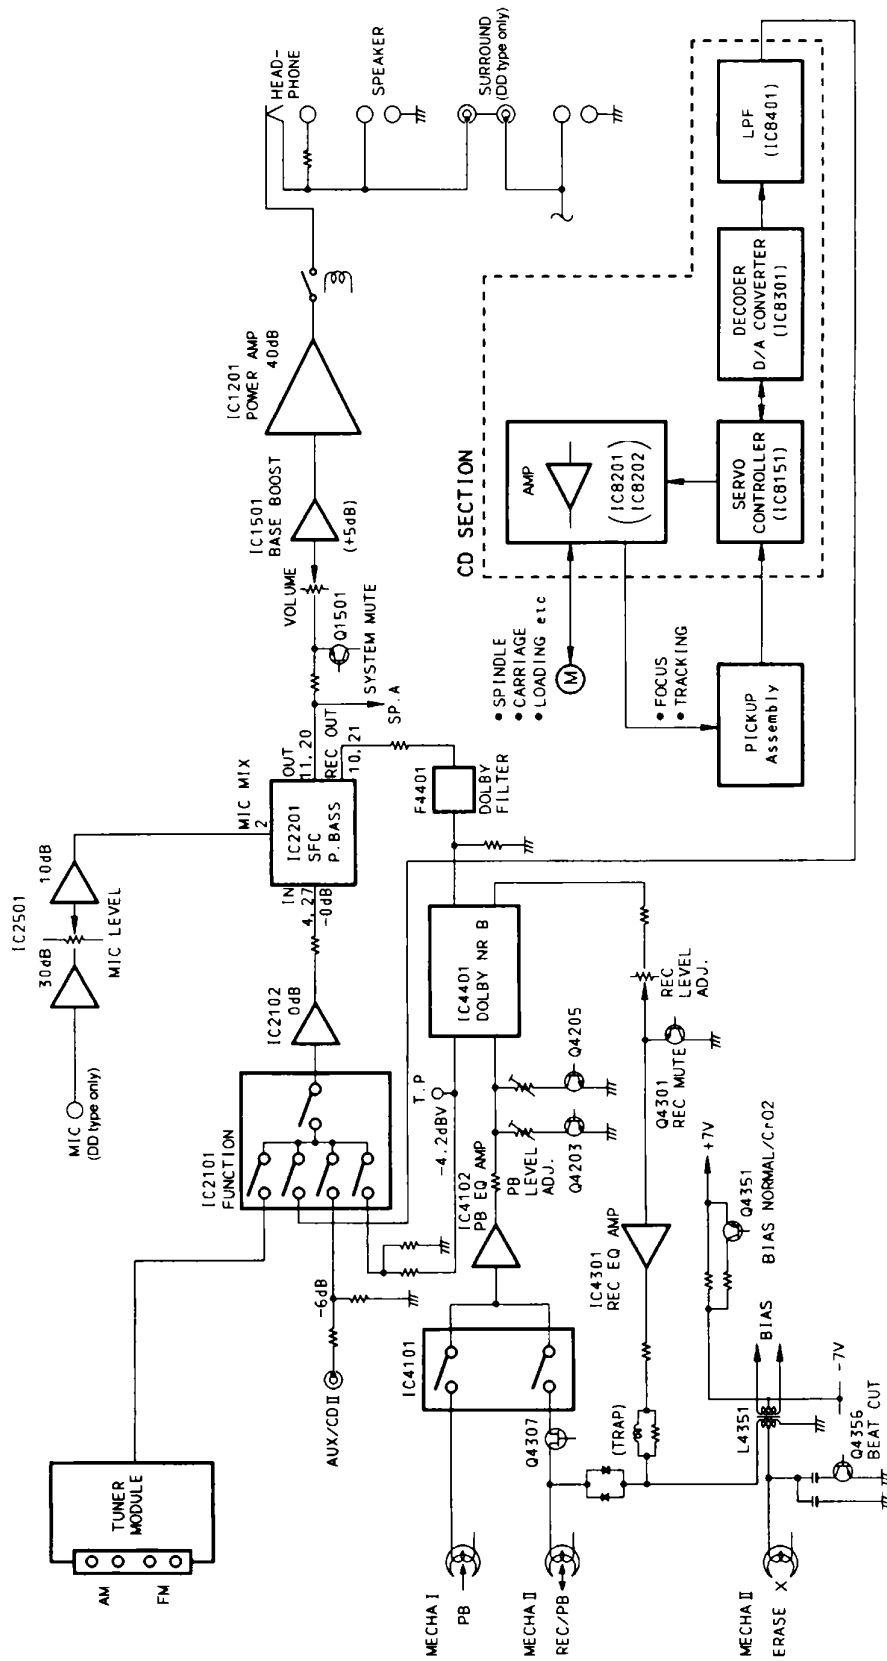 AM
FM
TUNER
MODULE
MIC
(DD type only)
30dB
IC2501
10dB
MIC LEVEL
MIC MIX
2
IC2101
FUNCTION
IC2102
0dB
IN
4, 27
-0dB
IC2201
SFC
P.BASS
OUT
11, 20
REC OUT
10, 21
SP.A
Q1501
SYSTEM MUTE
VOLUME
IC1501
BASE BOOST
(+5dB)
IC1201
POWER AMP
40dB
HEAD-
PHONE
SPEAKER
SURROUND
(DD type only)
AUX/CDⅡ
-6dB
-4.2dBV
T.P
IC4401
DOLBY NR B
F4401
DOLBY
FILTER
MECHA Ⅰ
PB
IC4101
IC4102
PB EQ AMP
PB
LEVEL
ADJ.
Q4203
Q4205
MECHA Ⅱ
REC/PB
Q4307
(TRAP)
IC4301
REC EQ AMP
Q4301
REC MUTE
REC
LEVEL
ADJ.
MECHA Ⅱ
ERASE
X
L4351
BIAS
BIAS NORMAL/CrO2
+7V
Q4351
-7V
Q4356
BEAT CUT
CD SECTION
• SPINDLE
• CARRIAGE
• LOADING etc
M
AMP
(IC8201
IC8202)
• FOCUS
• TRACKING
PICKUP
Assembly
SERVO
CONTROLLER
(IC8151)
DECODER
D/A CONVERTER
(IC8301)
LPF
(IC8401)